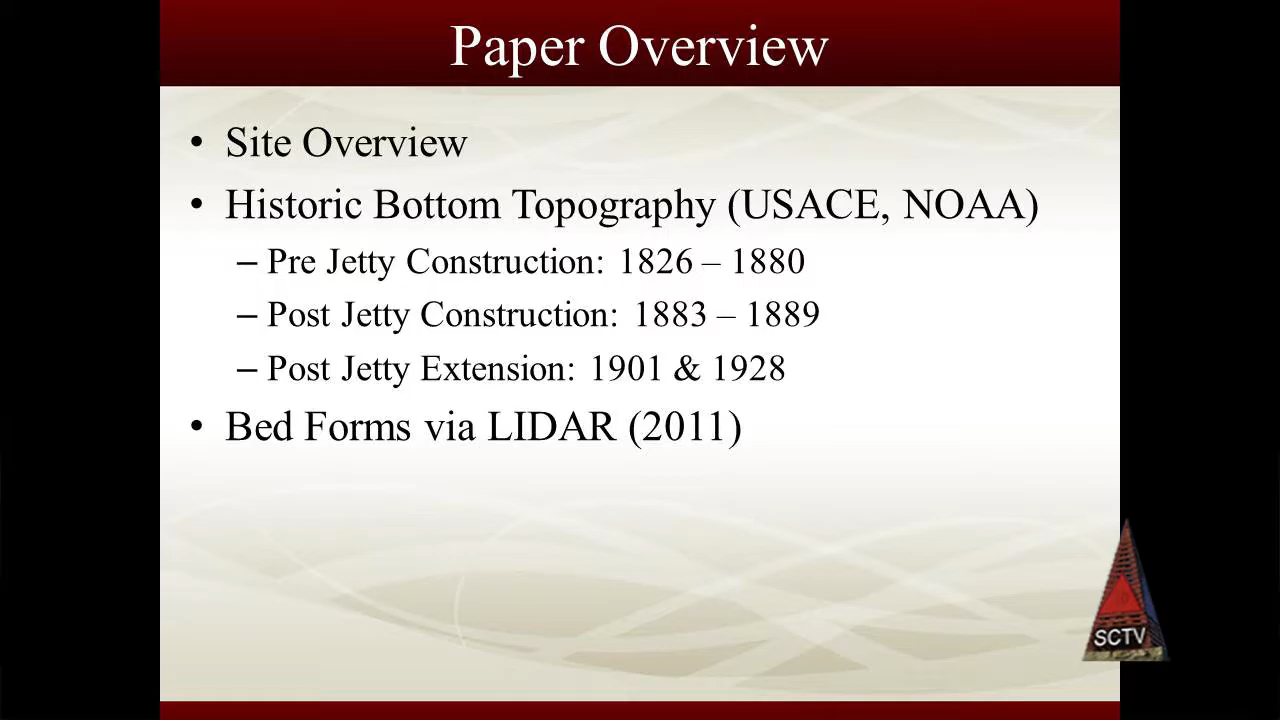 Paper Overview
• Site Overview
• Historic Bottom Topography (USACE, NOAA)
– Pre Jetty Construction: 1826 – 1880
– Post Jetty Construction: 1883 – 1889
– Post Jetty Extension: 1901 & 1928
• Bed Forms via LIDAR (2011)
SCTV